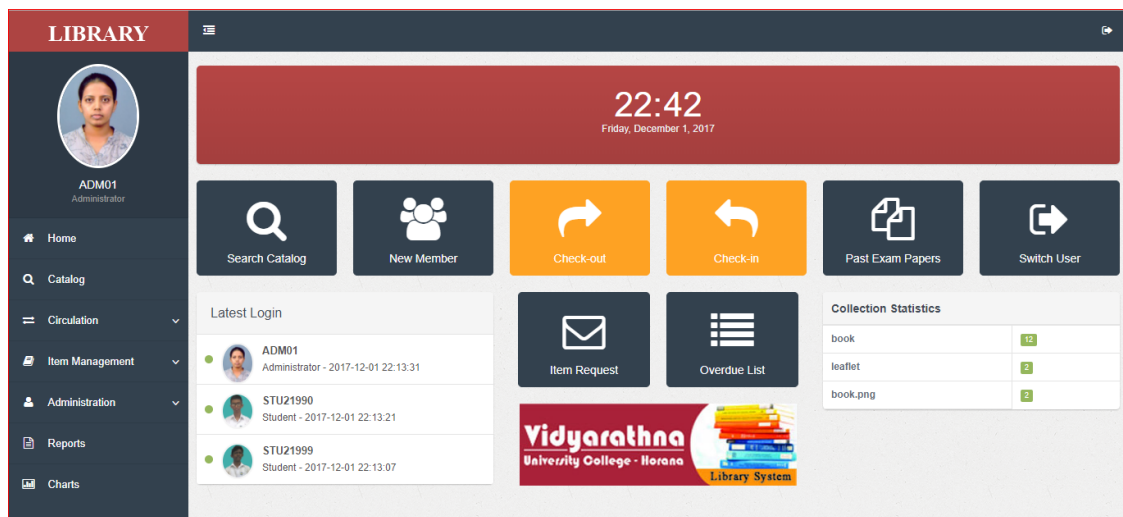 LIBRARY
ADM01
Administrator
Home
Catalog
Circulation
Item Management
Administration
Reports
Charts
22:42
Friday, December 1, 2017
Search Catalog
New Member
Check-out
Check-in
Past Exam Papers
Switch User
Latest Login
ADM01
Administrator - 2017-12-01 22:13:31
STU21990
Student - 2017-12-01 22:13:21
STU21999
Student - 2017-12-01 22:13:07
Item Request
Overdue List
Vidyarathna
University College - Horana
Library System
Collection Statistics
book 12
leaflet 2
book.png 2